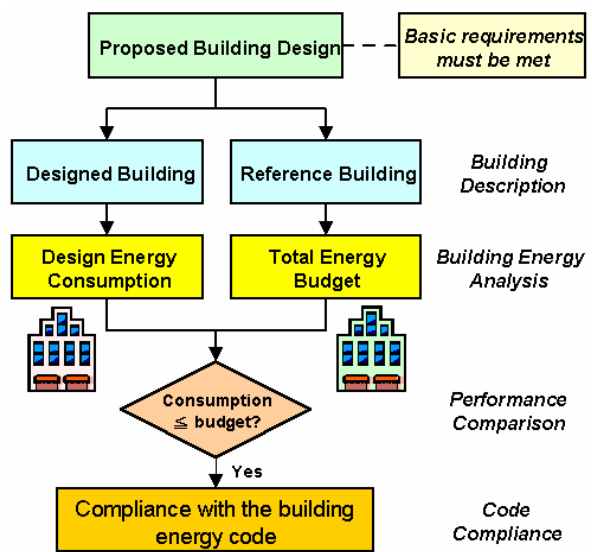 Proposed Building Design
Basic requirements
must be met
Designed Building
Reference Building
Building
Description
Design Energy
Consumption
Total Energy
Budget
Building Energy
Analysis
Consumption
≦ budget?
Performance
Comparison
Yes
Compliance with the building
energy code
Code
Compliance